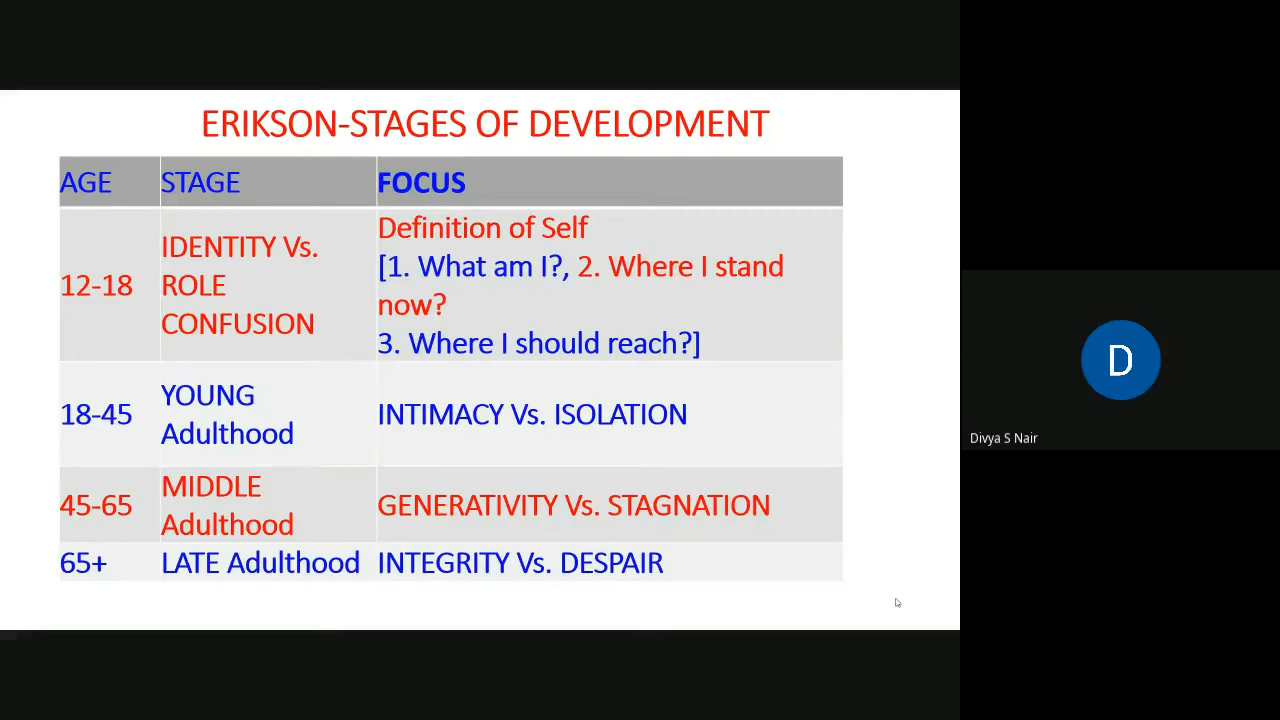 ERIKSON-STAGES OF DEVELOPMENT
AGE STAGE FOCUS
12-18
IDENTITY Vs.
ROLE
CONFUSION
Definition of Self
[1. What am I?, 2. Where I stand
now?
3. Where I should reach?]
18-45
YOUNG
Adulthood
INTIMACY Vs. ISOLATION
45-65
MIDDLE
Adulthood
GENERATIVITY Vs. STAGNATION
65+ LATE Adulthood INTEGRITY Vs. DESPAIR
D
Divya S Nair